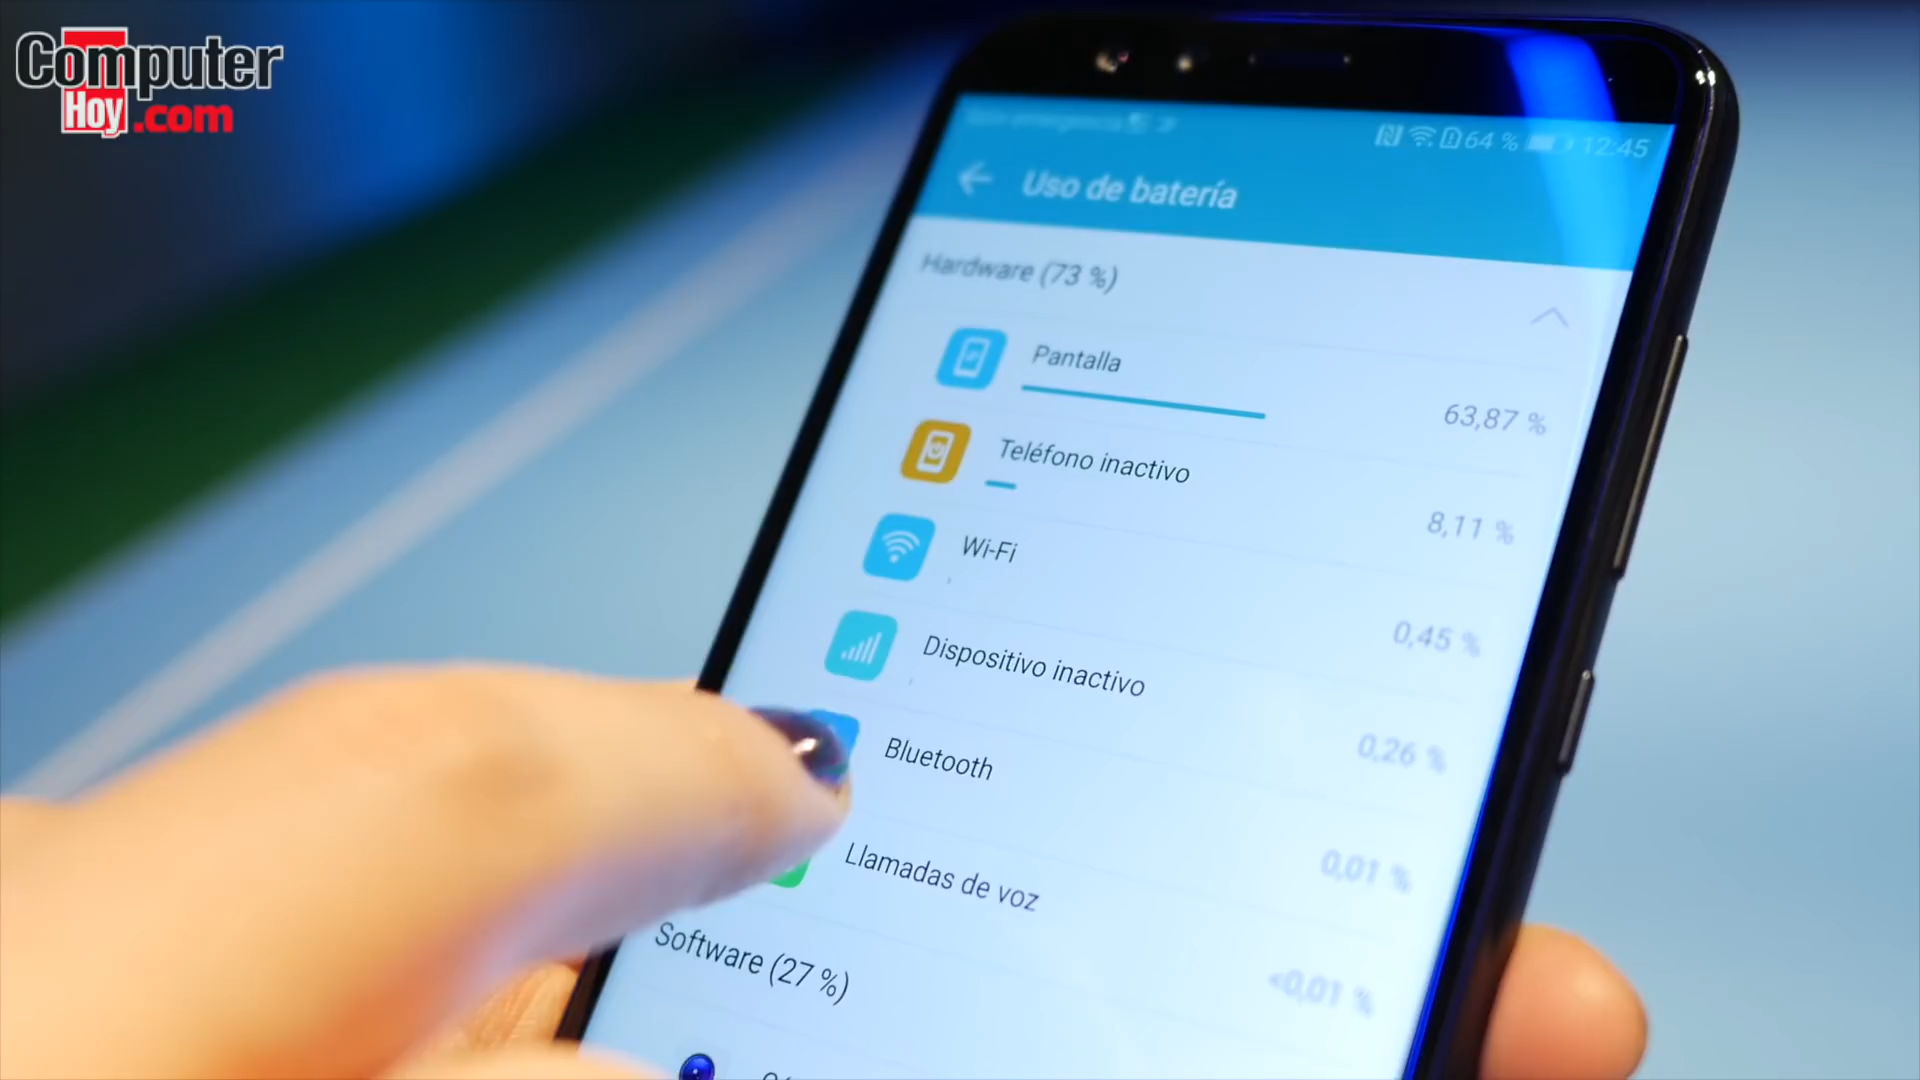 Computer
Hoy.com
64 % 12:45
Uso de batería
Hardware (73 %)
Pantalla
63,87 %
Teléfono inactivo
8,11 %
Wi-Fi
0,45 %
Dispositivo inactivo
0,26 %
Bluetooth
0,01 %
Llamadas de voz
<0,01 %
Software (27 %)